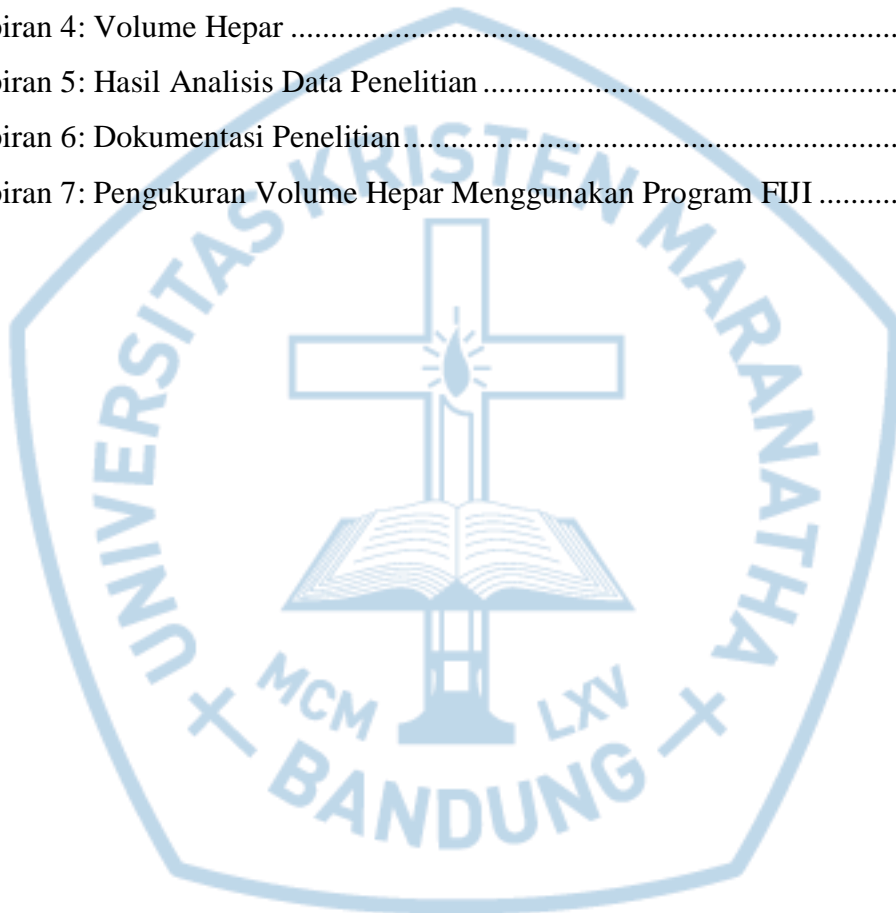 piran 4: Volume Hepar ..........................................................................
piran 5: Hasil Analisis Data Penelitian ....................................................
piran 6: Dokumentasi Penelitian..............................................................
piran 7: Pengukuran Volume Hepar Menggunakan Program FIJI ..........
UNIVERSITAS KRISTEN MARANATHA
MCM LXV
BANDUNG